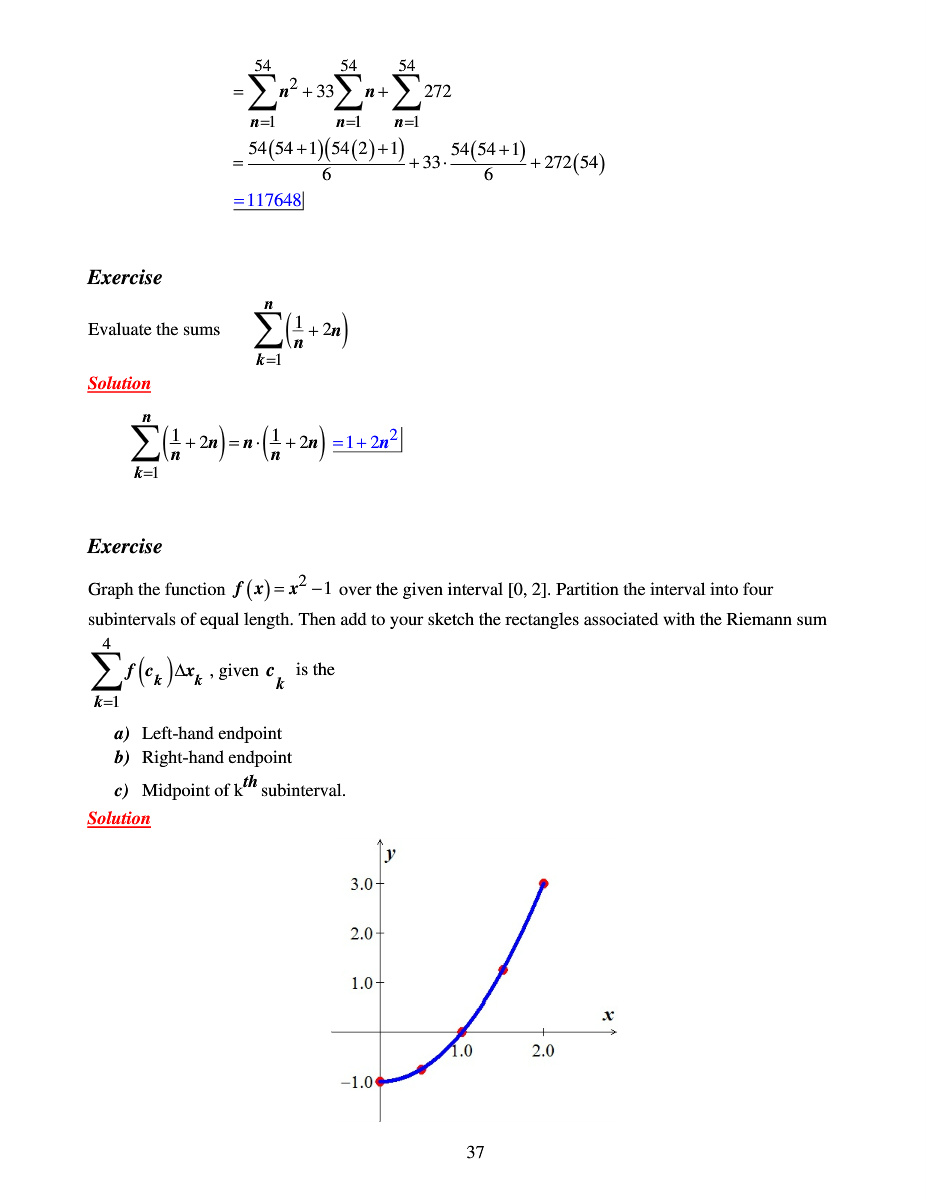 = \sum_{n=1}^{54} n^2 + 33 \sum_{n=1}^{54} n + \sum_{n=1}^{54} 272
= \frac{54(54+1)(54(2)+1)}{6} + 33 \cdot \frac{54(54+1)}{6} + 272(54)
= 117648
Exercise
Evaluate the sums \sum_{k=1}^{n} \left( \frac{1}{n} + 2n \right)
Solution
\sum_{k=1}^{n} \left( \frac{1}{n} + 2n \right) = n \cdot \left( \frac{1}{n} + 2n \right) = 1 + 2n^2
Exercise
Graph the function f(x) = x^2 − 1 over the given interval [0, 2]. Partition the interval into four
subintervals of equal length. Then add to your sketch the rectangles associated with the Riemann sum
\sum_{k=1}^{4} f(c_k) \Delta x_k , given c_k is the
a) Left-hand endpoint
b) Right-hand endpoint
c) Midpoint of k^{th} subinterval.
Solution
y
3.0
2.0
1.0
x
1.0 2.0
−1.0
37